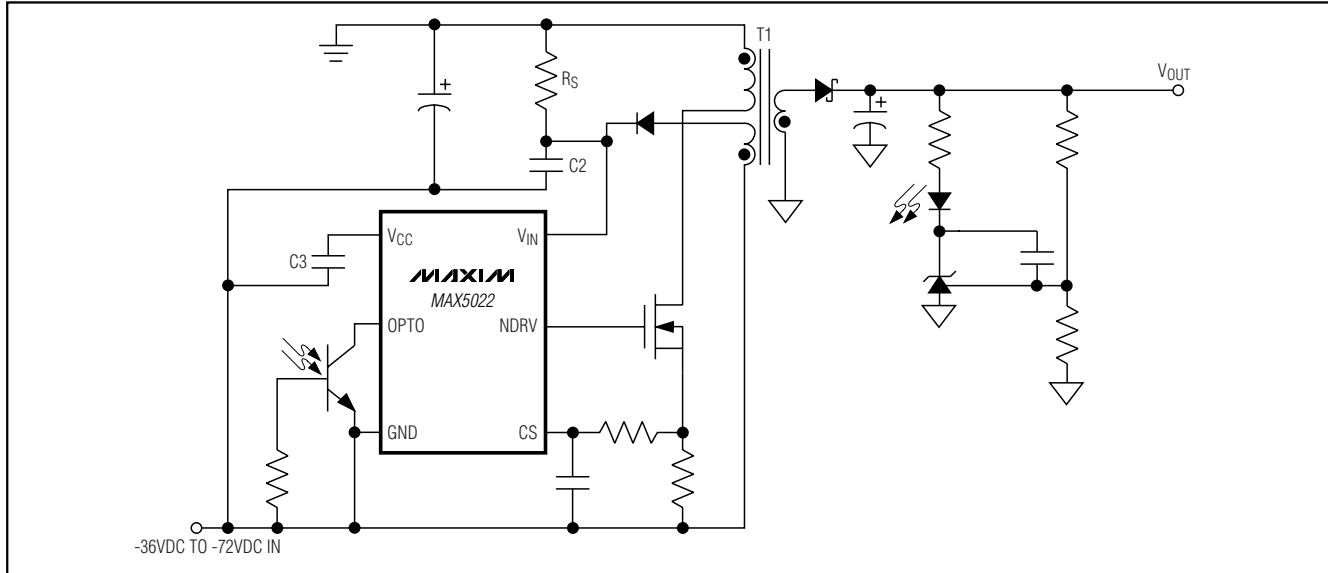 T1
+
R_S
V_OUT
+
C2
V_CC
V_IN
C3
MAXIM
MAX5022
OPTO
NDRV
GND
CS
-36VDC TO -72VDC IN